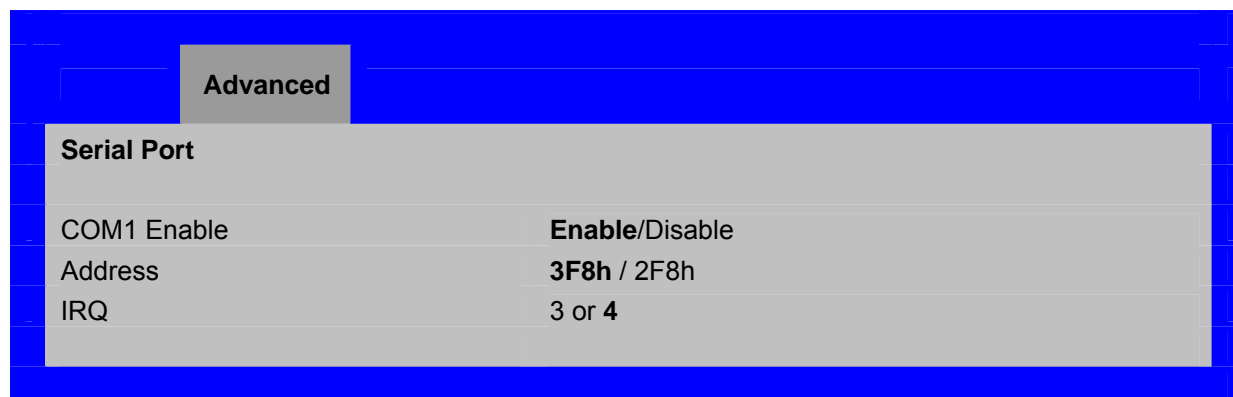 Advanced
Serial Port
COM1 Enable Enable/Disable
Address 3F8h / 2F8h
IRQ 3 or 4